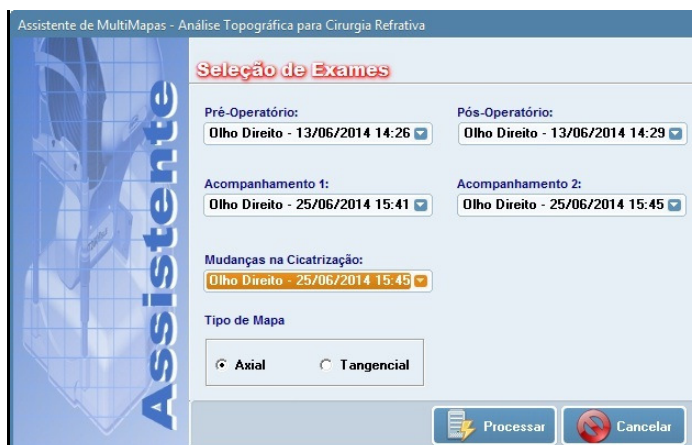 Assistente de MultiMapas - Análise Topográfica para Cirurgia Refrativa
Assistente
Seleção de Exames
Pré-Operatório:
Olho Direito - 13/06/2014 14:26
Pós-Operatório:
Olho Direito - 13/06/2014 14:29
Acompanhamento 1:
Olho Direito - 25/06/2014 15:41
Acompanhamento 2:
Olho Direito - 25/06/2014 15:45
Mudanças na Cicatrização:
Olho Direito - 25/06/2014 15:45
Tipo de Mapa
Axial
Tangencial
Processar
Cancelar